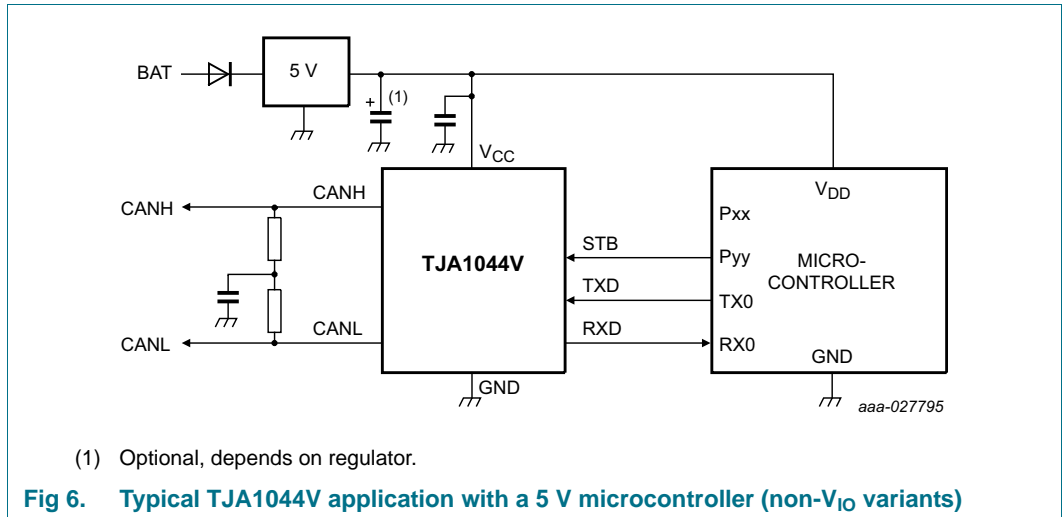 BAT
5 V
+
(1)
VCC
VDD
CANH
CANH
Pxx
STB
Pyy
TJA1044V
MICRO-
CONTROLLER
TXD
TX0
RXD
RX0
CANL
CANL
GND
GND
aaa-027795
(1) Optional, depends on regulator.
Fig 6. Typical TJA1044V application with a 5 V microcontroller (non-VIO variants)